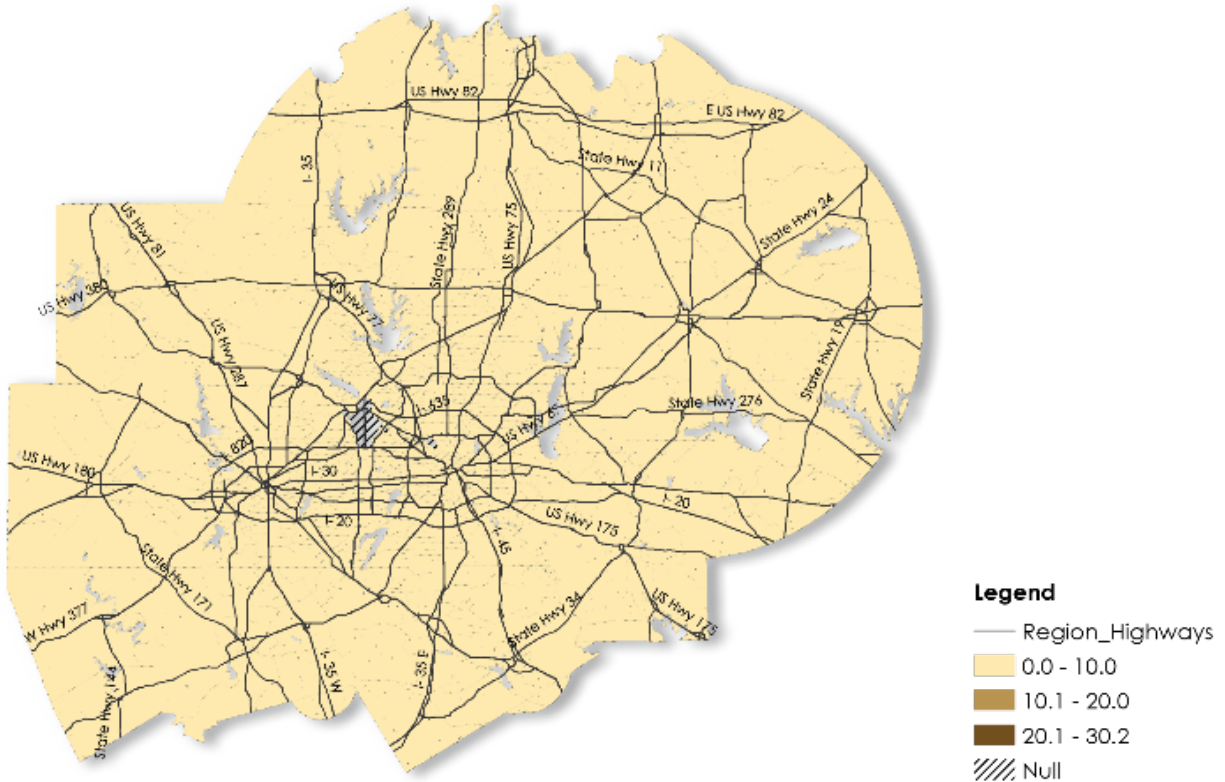 US Hwy 82
E US Hwy 82
State Hwy 11
I- 35
State Hwy 289
US Hwy 75
State Hwy 24
US Hwy 81
US Hwy 380
US Hwy 77
US Hwy 287
State Hwy 19
I- 635
State Hwy 276
820
US Hwy 180
I- 30
I- 20
I- 20
US Hwy 175
I- 45
State Hwy 171
State Hwy 34
US Hwy 175
W Hwy 377
I- 35 W
I- 35 E
State Hwy 144
Legend
Region_Highways
0.0 - 10.0
10.1 - 20.0
20.1 - 30.2
Null